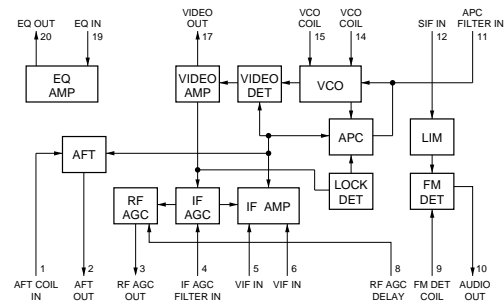 EQ OUT
20
EQ IN
19
VIDEO
OUT
17
VCO
COIL
15
VCO
COIL
14
SIF IN
12
APC
FILTER IN
11
EQ
AMP
VIDEO
AMP
VIDEO
DET
VCO
AFT
APC
LIM
RF
AGC
IF
AGC
IF AMP
LOCK
DET
FM
DET
1
AFT COIL
IN
2
AFT
OUT
3
RF AGC
OUT
4
IF AGC
FILTER IN
5
VIF IN
6
VIF IN
8
RF AGC
DELAY
9
FM DET
COIL
10
AUDIO
OUT